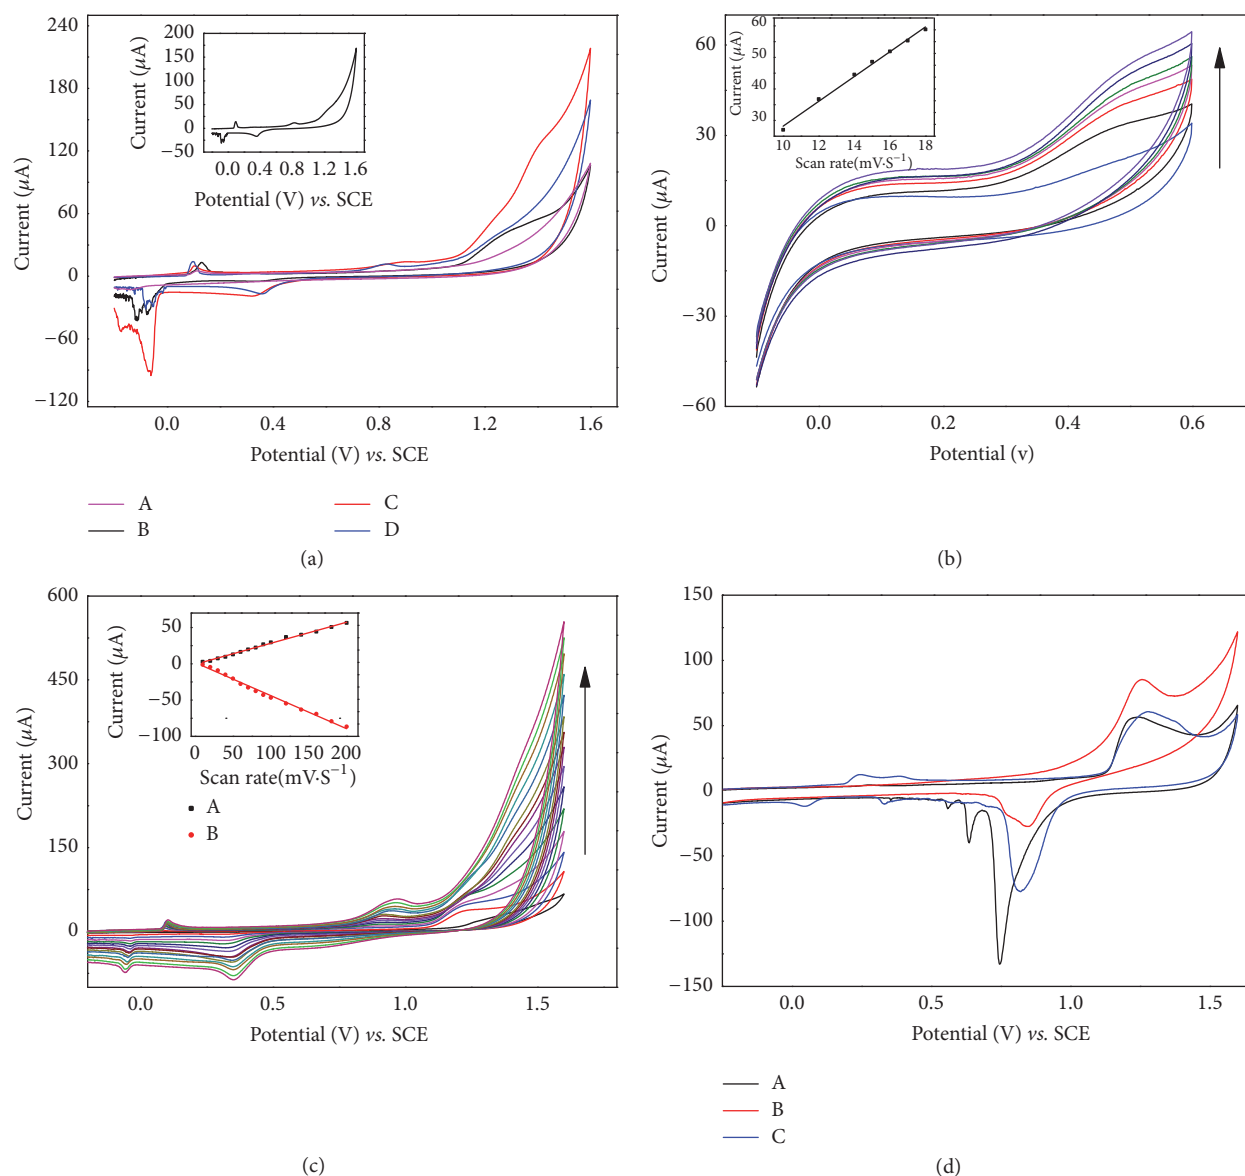 240
180
120
60
0
−60
−120
Current (μA)
200
150
100
50
0
−50
Current (μA)
0.0 0.4 0.8 1.2 1.6
Potential (V) vs. SCE
0.0 0.4 0.8 1.2 1.6
Potential (V) vs. SCE
A C
B D
(a)
60
30
0
−30
−60
Current (μA)
60
50
40
30
Current (μA)
10 12 14 16 18
Scan rate(mV·S⁻¹)
0.0 0.2 0.4 0.6
Potential (v)
(b)
600
450
300
150
0
Current (μA)
50
0
−50
−100
Current (μA)
0 50 100 150 200
Scan rate(mV·S⁻¹)
A
B
0.0 0.5 1.0 1.5
Potential (V) vs. SCE
(c)
150
100
50
0
−50
−100
−150
Current (μA)
0.0 0.5 1.0 1.5
Potential (V) vs. SCE
A
B
C
(d)